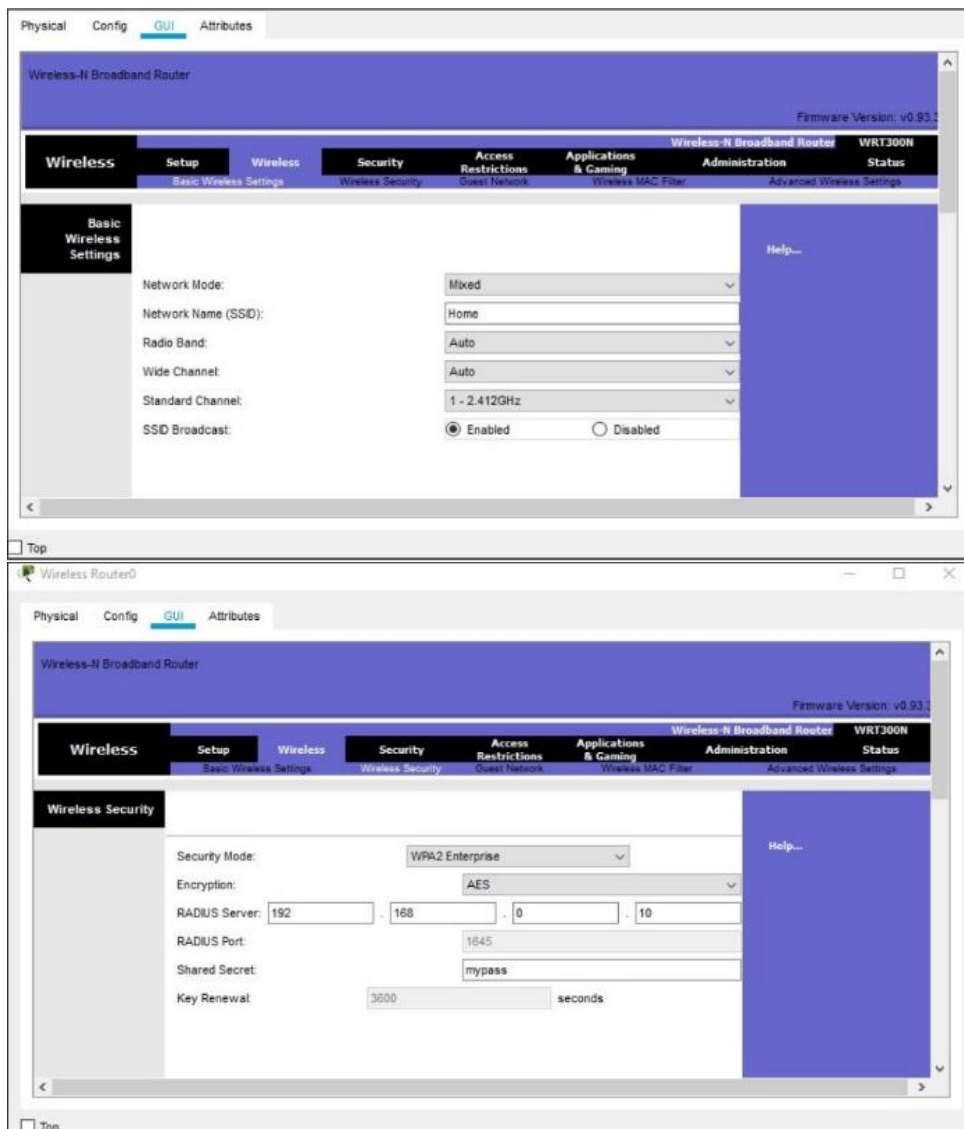 Physical Config GUI Attributes
Wireless-N Broadband Router
Firmware Version: v0.93.3
Wireless-N Broadband Router WRT300N
Wireless Setup Wireless Security Access Restrictions Applications & Gaming Administration Status
Basic Wireless Settings Wireless Security Guest Network Wireless MAC Filter Advanced Wireless Settings
Basic
Wireless
Settings
Help...
Network Mode: Mixed
Network Name (SSID): Home
Radio Band: Auto
Wide Channel: Auto
Standard Channel: 1 - 2.412GHz
SSID Broadcast: Enabled Disabled
Top
Wireless Router0
Physical Config GUI Attributes
Wireless-N Broadband Router
Firmware Version: v0.93.3
Wireless-N Broadband Router WRT300N
Wireless Setup Wireless Security Access Restrictions Applications & Gaming Administration Status
Basic Wireless Settings Wireless Security Guest Network Wireless MAC Filter Advanced Wireless Settings
Wireless Security
Help...
Security Mode: WPA2 Enterprise
Encryption: AES
RADIUS Server: 192 . 168 . 0 . 10
RADIUS Port: 1645
Shared Secret: mypass
Key Renewal: 3600 seconds
Top